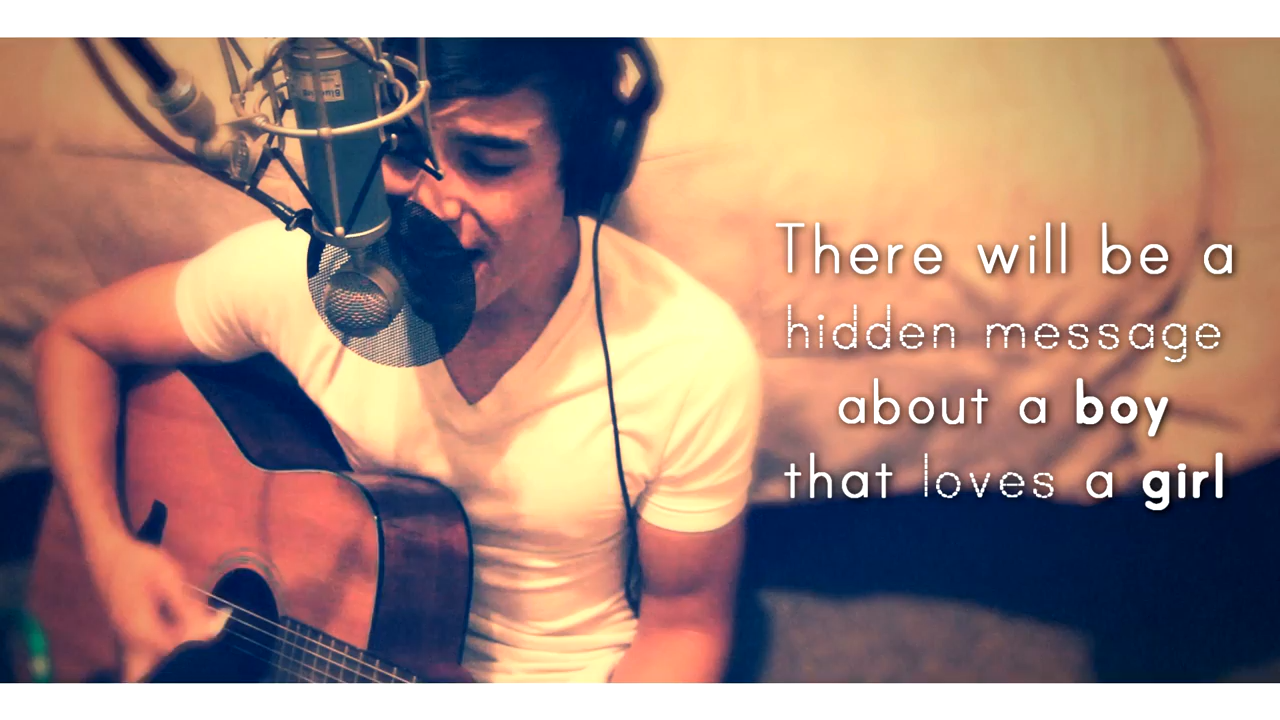 There will be a
hidden message
about a boy
that loves a girl